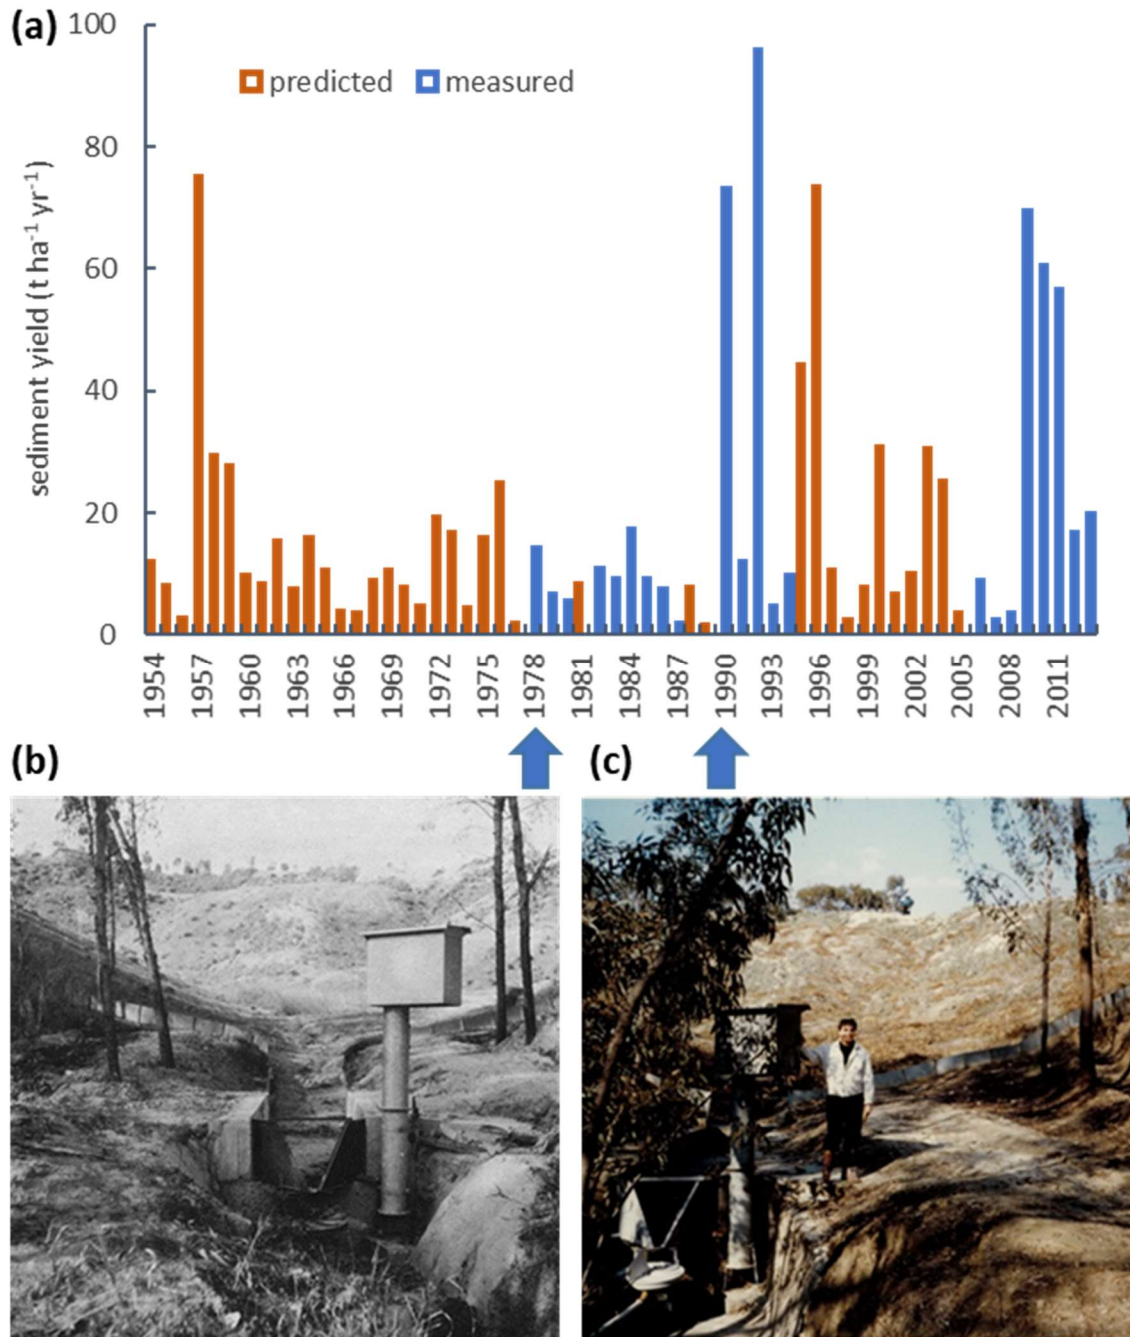 (a)
100
80
60
40
20
0
sediment yield (t ha⁻¹ yr⁻¹)
predicted measured
1954 1957 1960 1963 1966 1969 1972 1975 1978 1981 1984 1987 1990 1993 1996 1999 2002 2005 2008 2011
(b) (c)